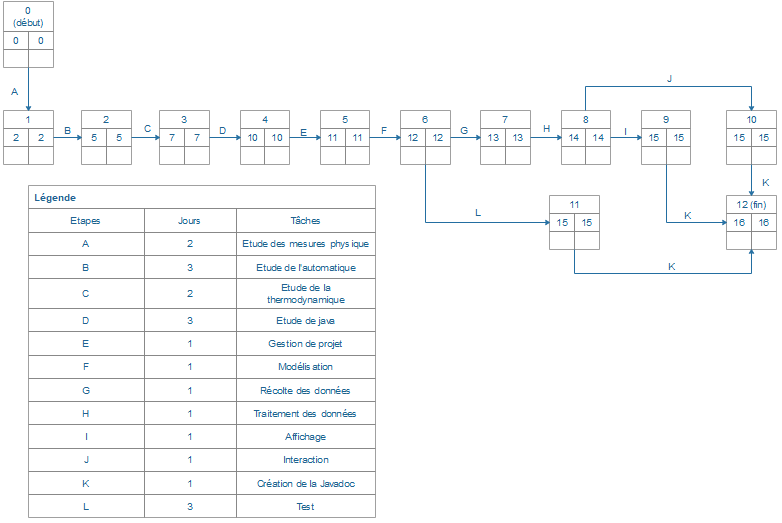 0
(début)
0 0
A
J
1 2 3 4 5 6 7 8 9 10
2 2 B 5 5 C 7 7 D 10 10 E 11 11 F 12 12 G 13 13 H 14 14 I 15 15 15 15
K
Légende
Etapes Jours Tâches
A 2 Etude des mesures physique
B 3 Etude de l'automatique
C 2 Etude de la
thermodynamique
D 3 Etude de java
E 1 Gestion de projet
F 1 Modélisation
G 1 Récolte des données
H 1 Traitement des données
I 1 Affichage
J 1 Interaction
K 1 Création de la Javadoc
L 3 Test
11 12 (fin)
L 15 15 K 16 16
K